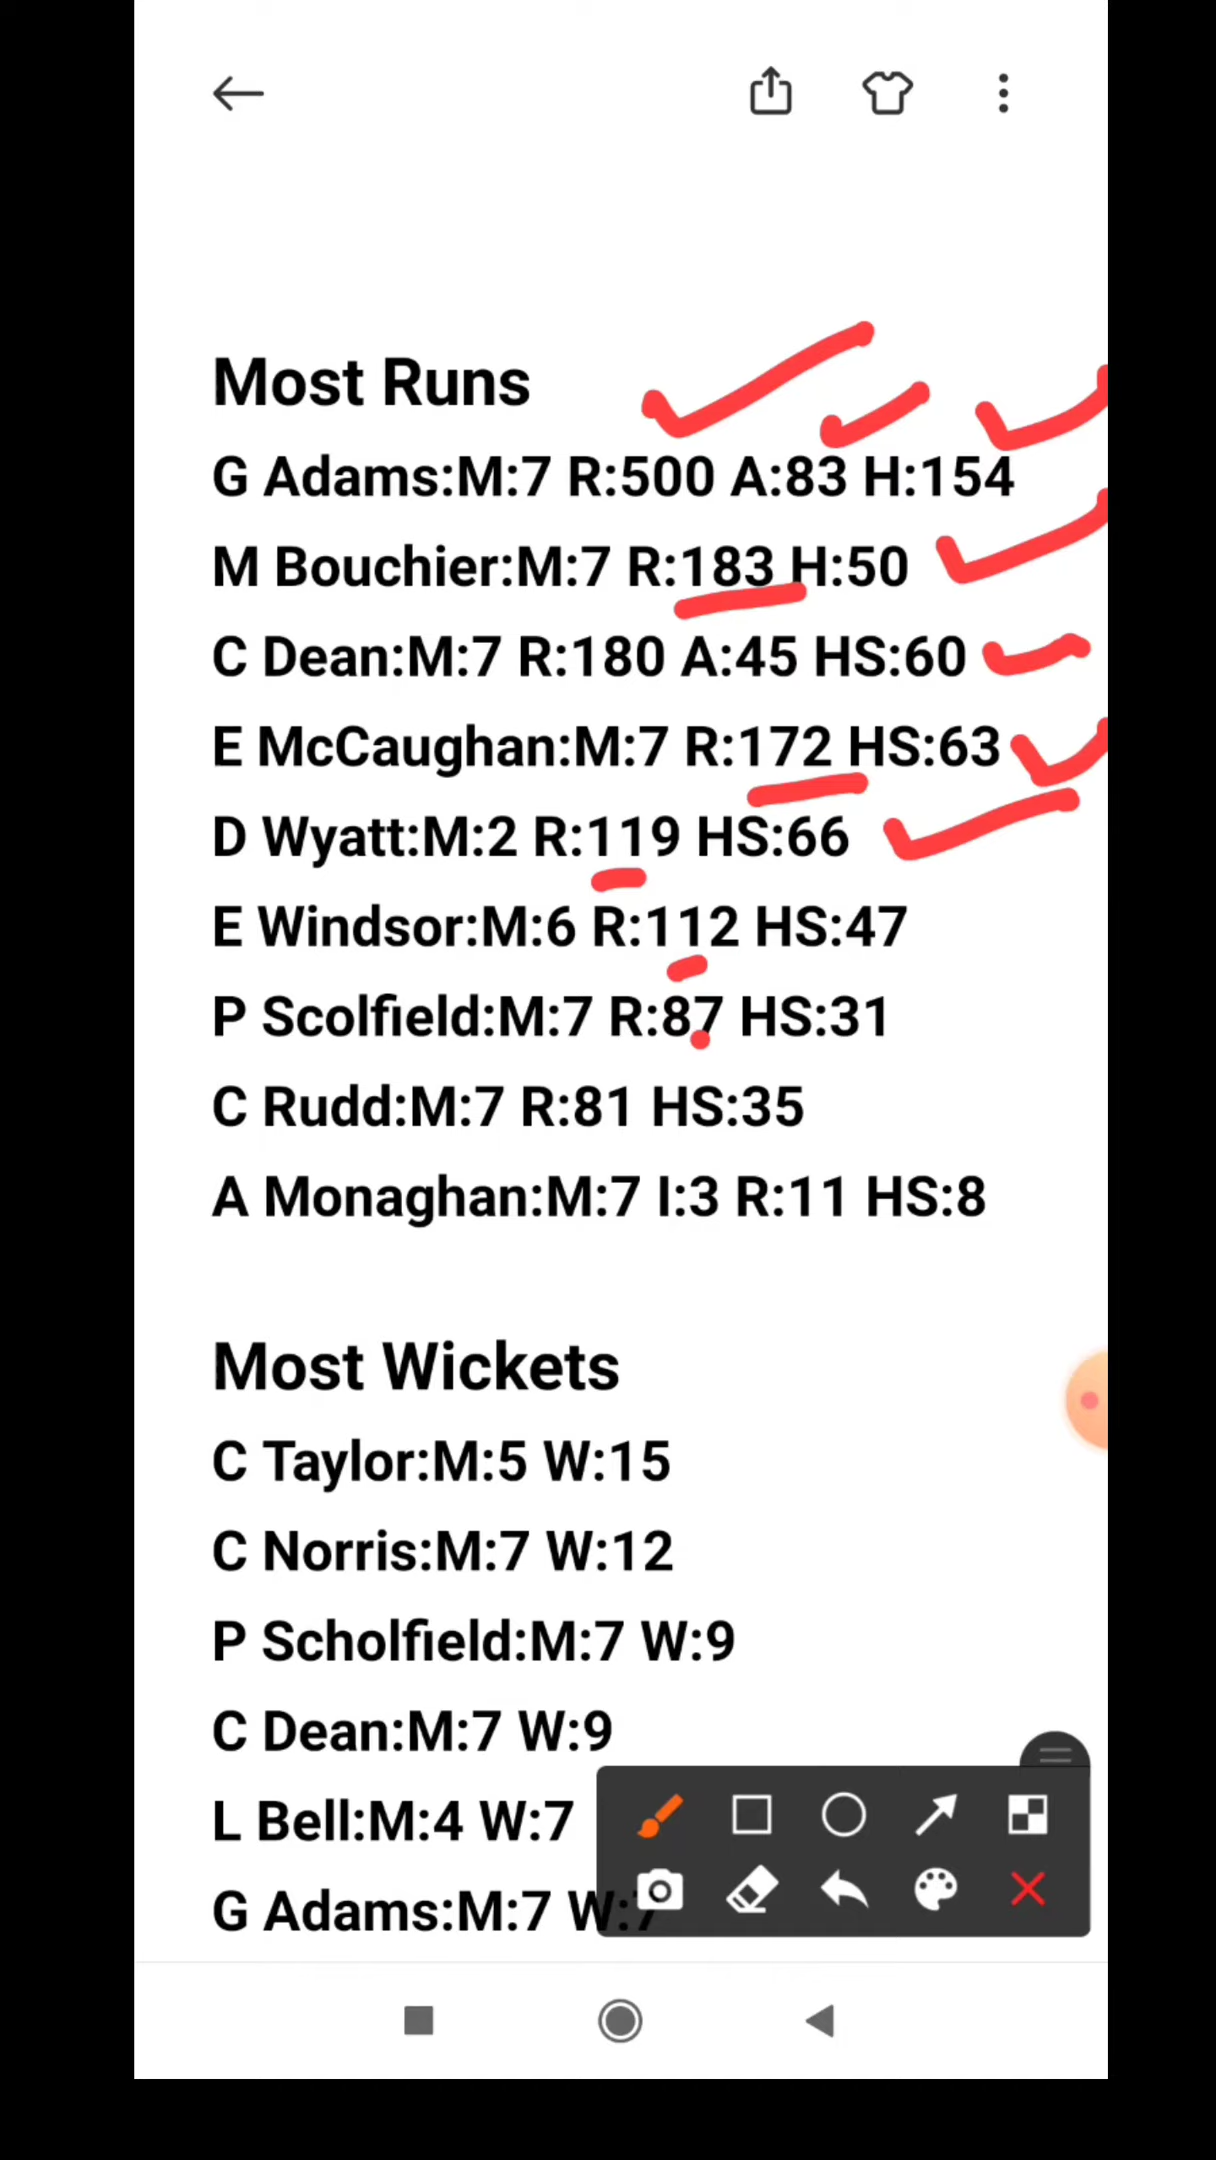 Most Runs
G Adams:M:7 R:500 A:83 H:154
M Bouchier:M:7 R:183 H:50
C Dean:M:7 R:180 A:45 HS:60
E McCaughan:M:7 R:172 HS:63
D Wyatt:M:2 R:119 HS:66
E Windsor:M:6 R:112 HS:47
P Scolfield:M:7 R:87 HS:31
C Rudd:M:7 R:81 HS:35
A Monaghan:M:7 I:3 R:11 HS:8
Most Wickets
C Taylor:M:5 W:15
C Norris:M:7 W:12
P Scholfield:M:7 W:9
C Dean:M:7 W:9
L Bell:M:4 W:7
G Adams:M:7 W:7